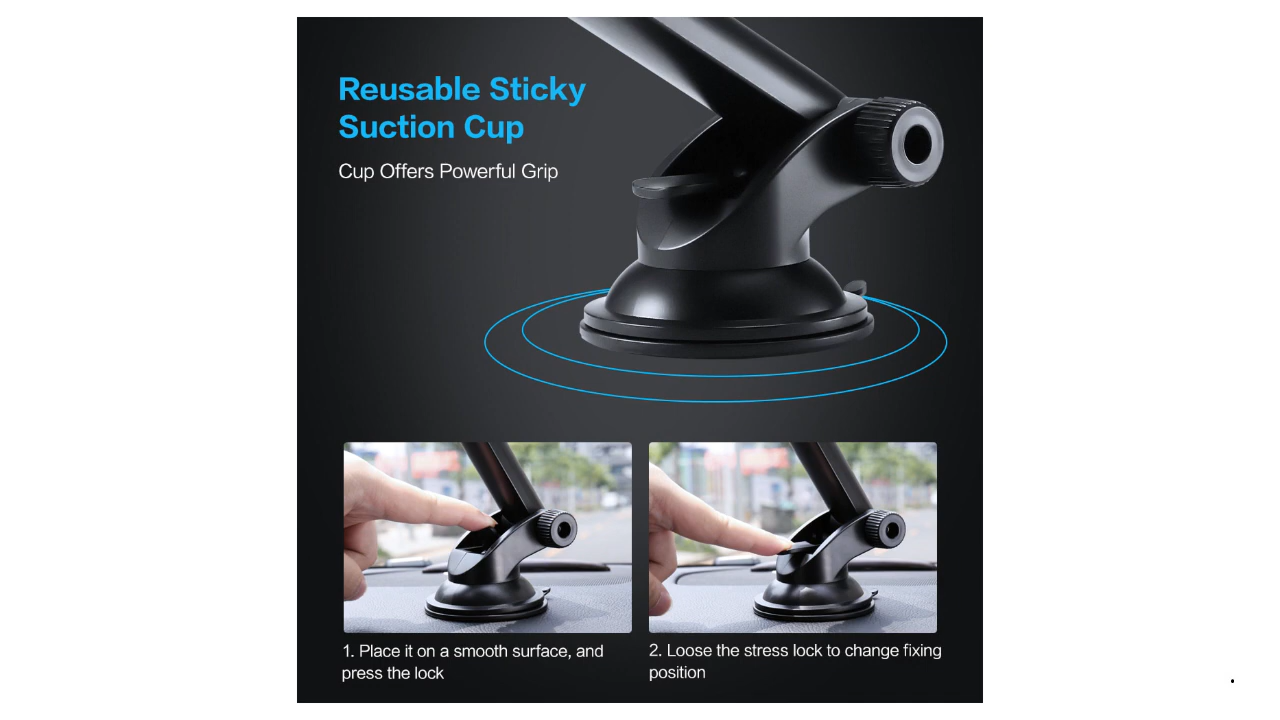 Reusable Sticky
Suction Cup
Cup Offers Powerful Grip
1. Place it on a smooth surface, and
press the lock
2. Loose the stress lock to change fixing
position
.